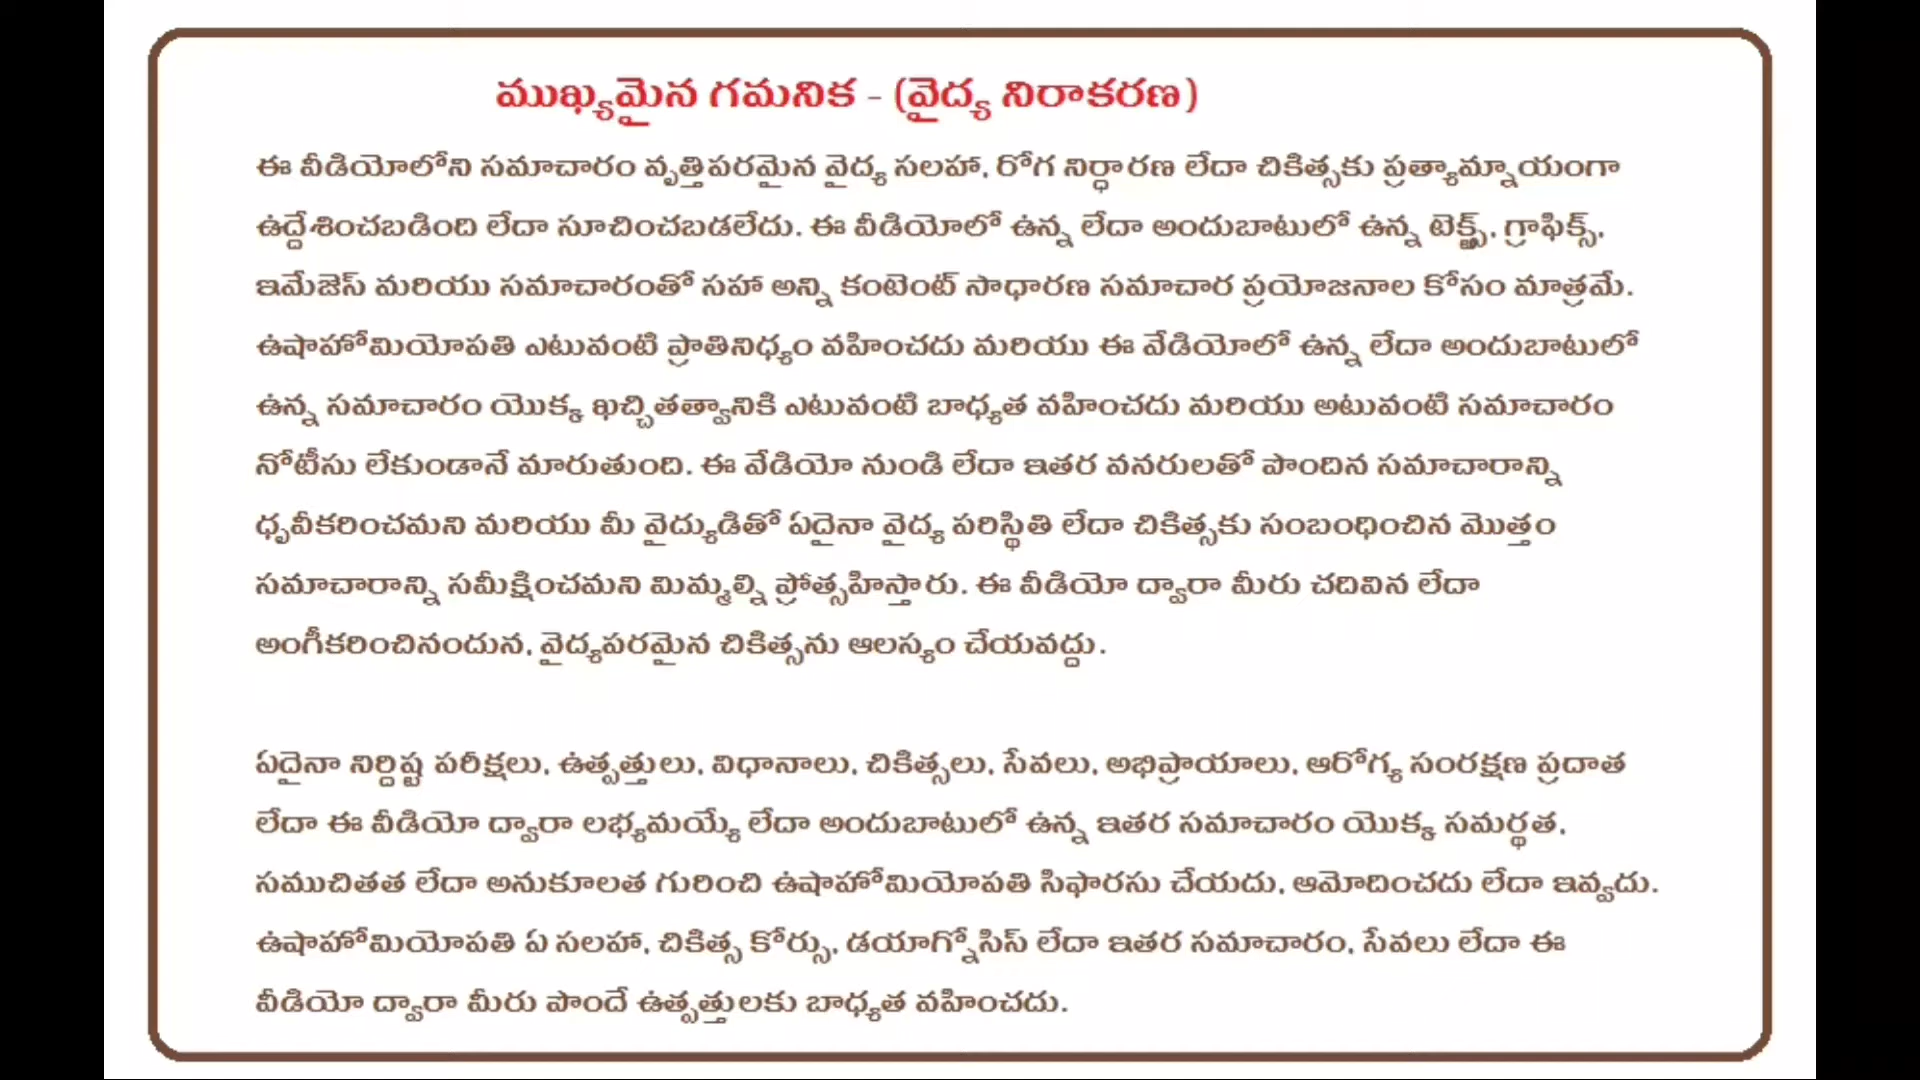 ముఖ్యమైన గమనిక - (వైద్య నిరాకరణ)
ఈ వీడియోలోని సమాచారం వృత్తిపరమైన వైద్య సలహా, రోగ నిర్ధారణ లేదా చికిత్సకు ప్రత్యామ్నాయంగా
ఉద్దేశించబడింది లేదా సూచించబడలేదు. ఈ వీడియోలో ఉన్న లేదా అందుబాటులో ఉన్న టెక్స్ట్, గ్రాఫిక్స్,
ఇమేజెస్ మరియు సమాచారంతో సహా అన్ని కంటెంట్ సాధారణ సమాచార ప్రయోజనాల కోసం మాత్రమే.
ఉషాహోమియోపతి ఎటువంటి ప్రాతినిధ్యం వహించదు మరియు ఈ వేడియోలో ఉన్న లేదా అందుబాటులో
ఉన్న సమాచారం యొక్క ఖచ్చితత్వానికి ఎటువంటి బాధ్యత వహించదు మరియు అటువంటి సమాచారం
నోటీసు లేకుండానే మారుతుంది. ఈ వేడియో నుండి లేదా ఇతర వనరులతో పొందిన సమాచారాన్ని
ధృవీకరించమని మరియు మీ వైద్యుడితో ఏదైనా వైద్య పరిస్థితి లేదా చికిత్సకు సంబంధించిన మొత్తం
సమాచారాన్ని సమీక్షించమని మిమ్మల్ని ప్రోత్సహిస్తారు. ఈ వీడియో ద్వారా మీరు చదివిన లేదా
అంగీకరించినందున, వైద్యపరమైన చికిత్సను ఆలస్యం చేయవద్దు.
ఏదైనా నిర్దిష్ట పరీక్షలు, ఉత్పత్తులు, విధానాలు, చికిత్సలు, సేవలు, అభిప్రాయాలు, ఆరోగ్య సంరక్షణ ప్రదాత
లేదా ఈ వీడియో ద్వారా లభ్యమయ్యే లేదా అందుబాటులో ఉన్న ఇతర సమాచారం యొక్క సమర్థత,
సముచితత లేదా అనుకూలత గురించి ఉషాహోమియోపతి సిఫారసు చేయదు, ఆమోదించదు లేదా ఇవ్వదు.
ఉషాహోమియోపతి ఏ సలహా, చికిత్స కోర్సు, డయాగ్నోసిస్ లేదా ఇతర సమాచారం, సేవలు లేదా ఈ
వీడియో ద్వారా మీరు పొందే ఉత్పత్తులకు బాధ్యత వహించదు.